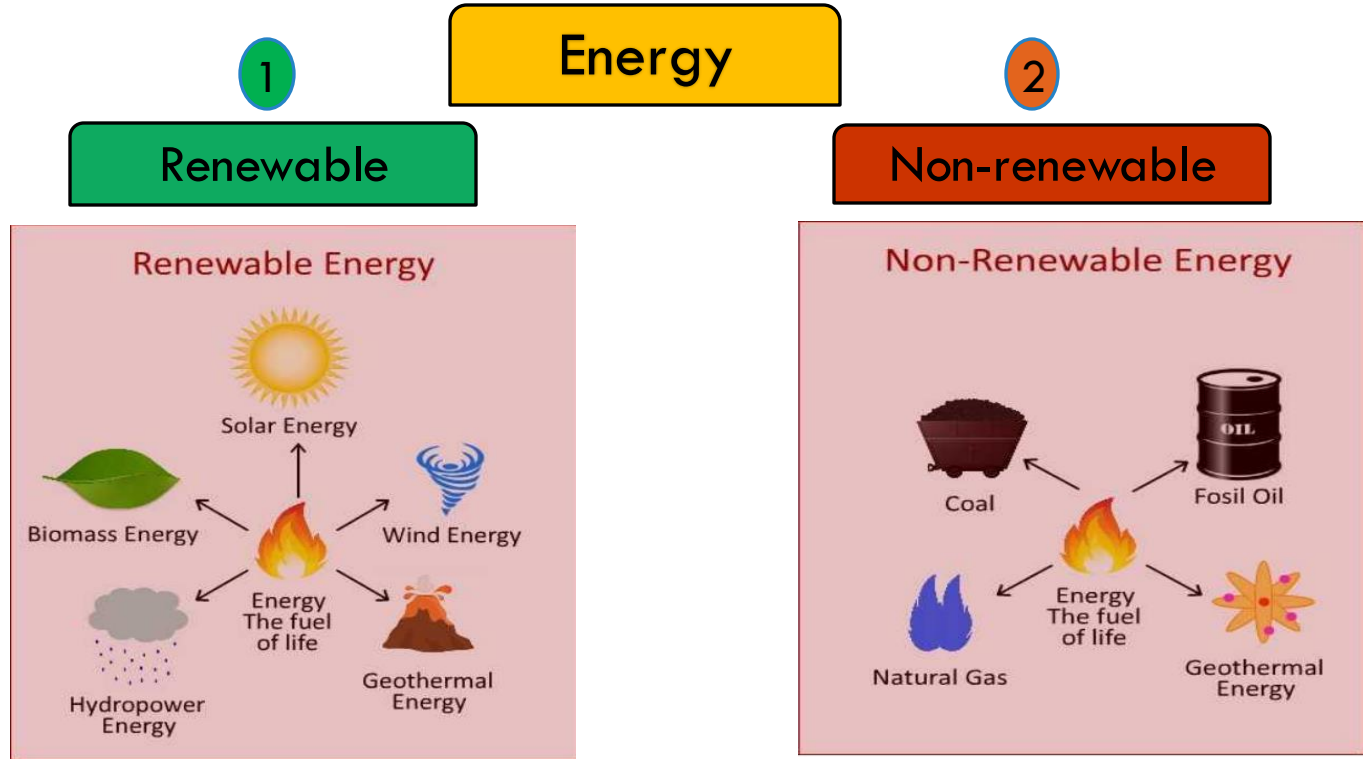 Energy
1
2
Renewable
Non-renewable
Renewable Energy
Solar Energy
Biomass Energy
Wind Energy
Energy
The fuel
of life
Hydropower
Energy
Geothermal
Energy
Non-Renewable Energy
Coal
OIL
Fosil Oil
Natural Gas
Energy
The fuel
of life
Geothermal
Energy